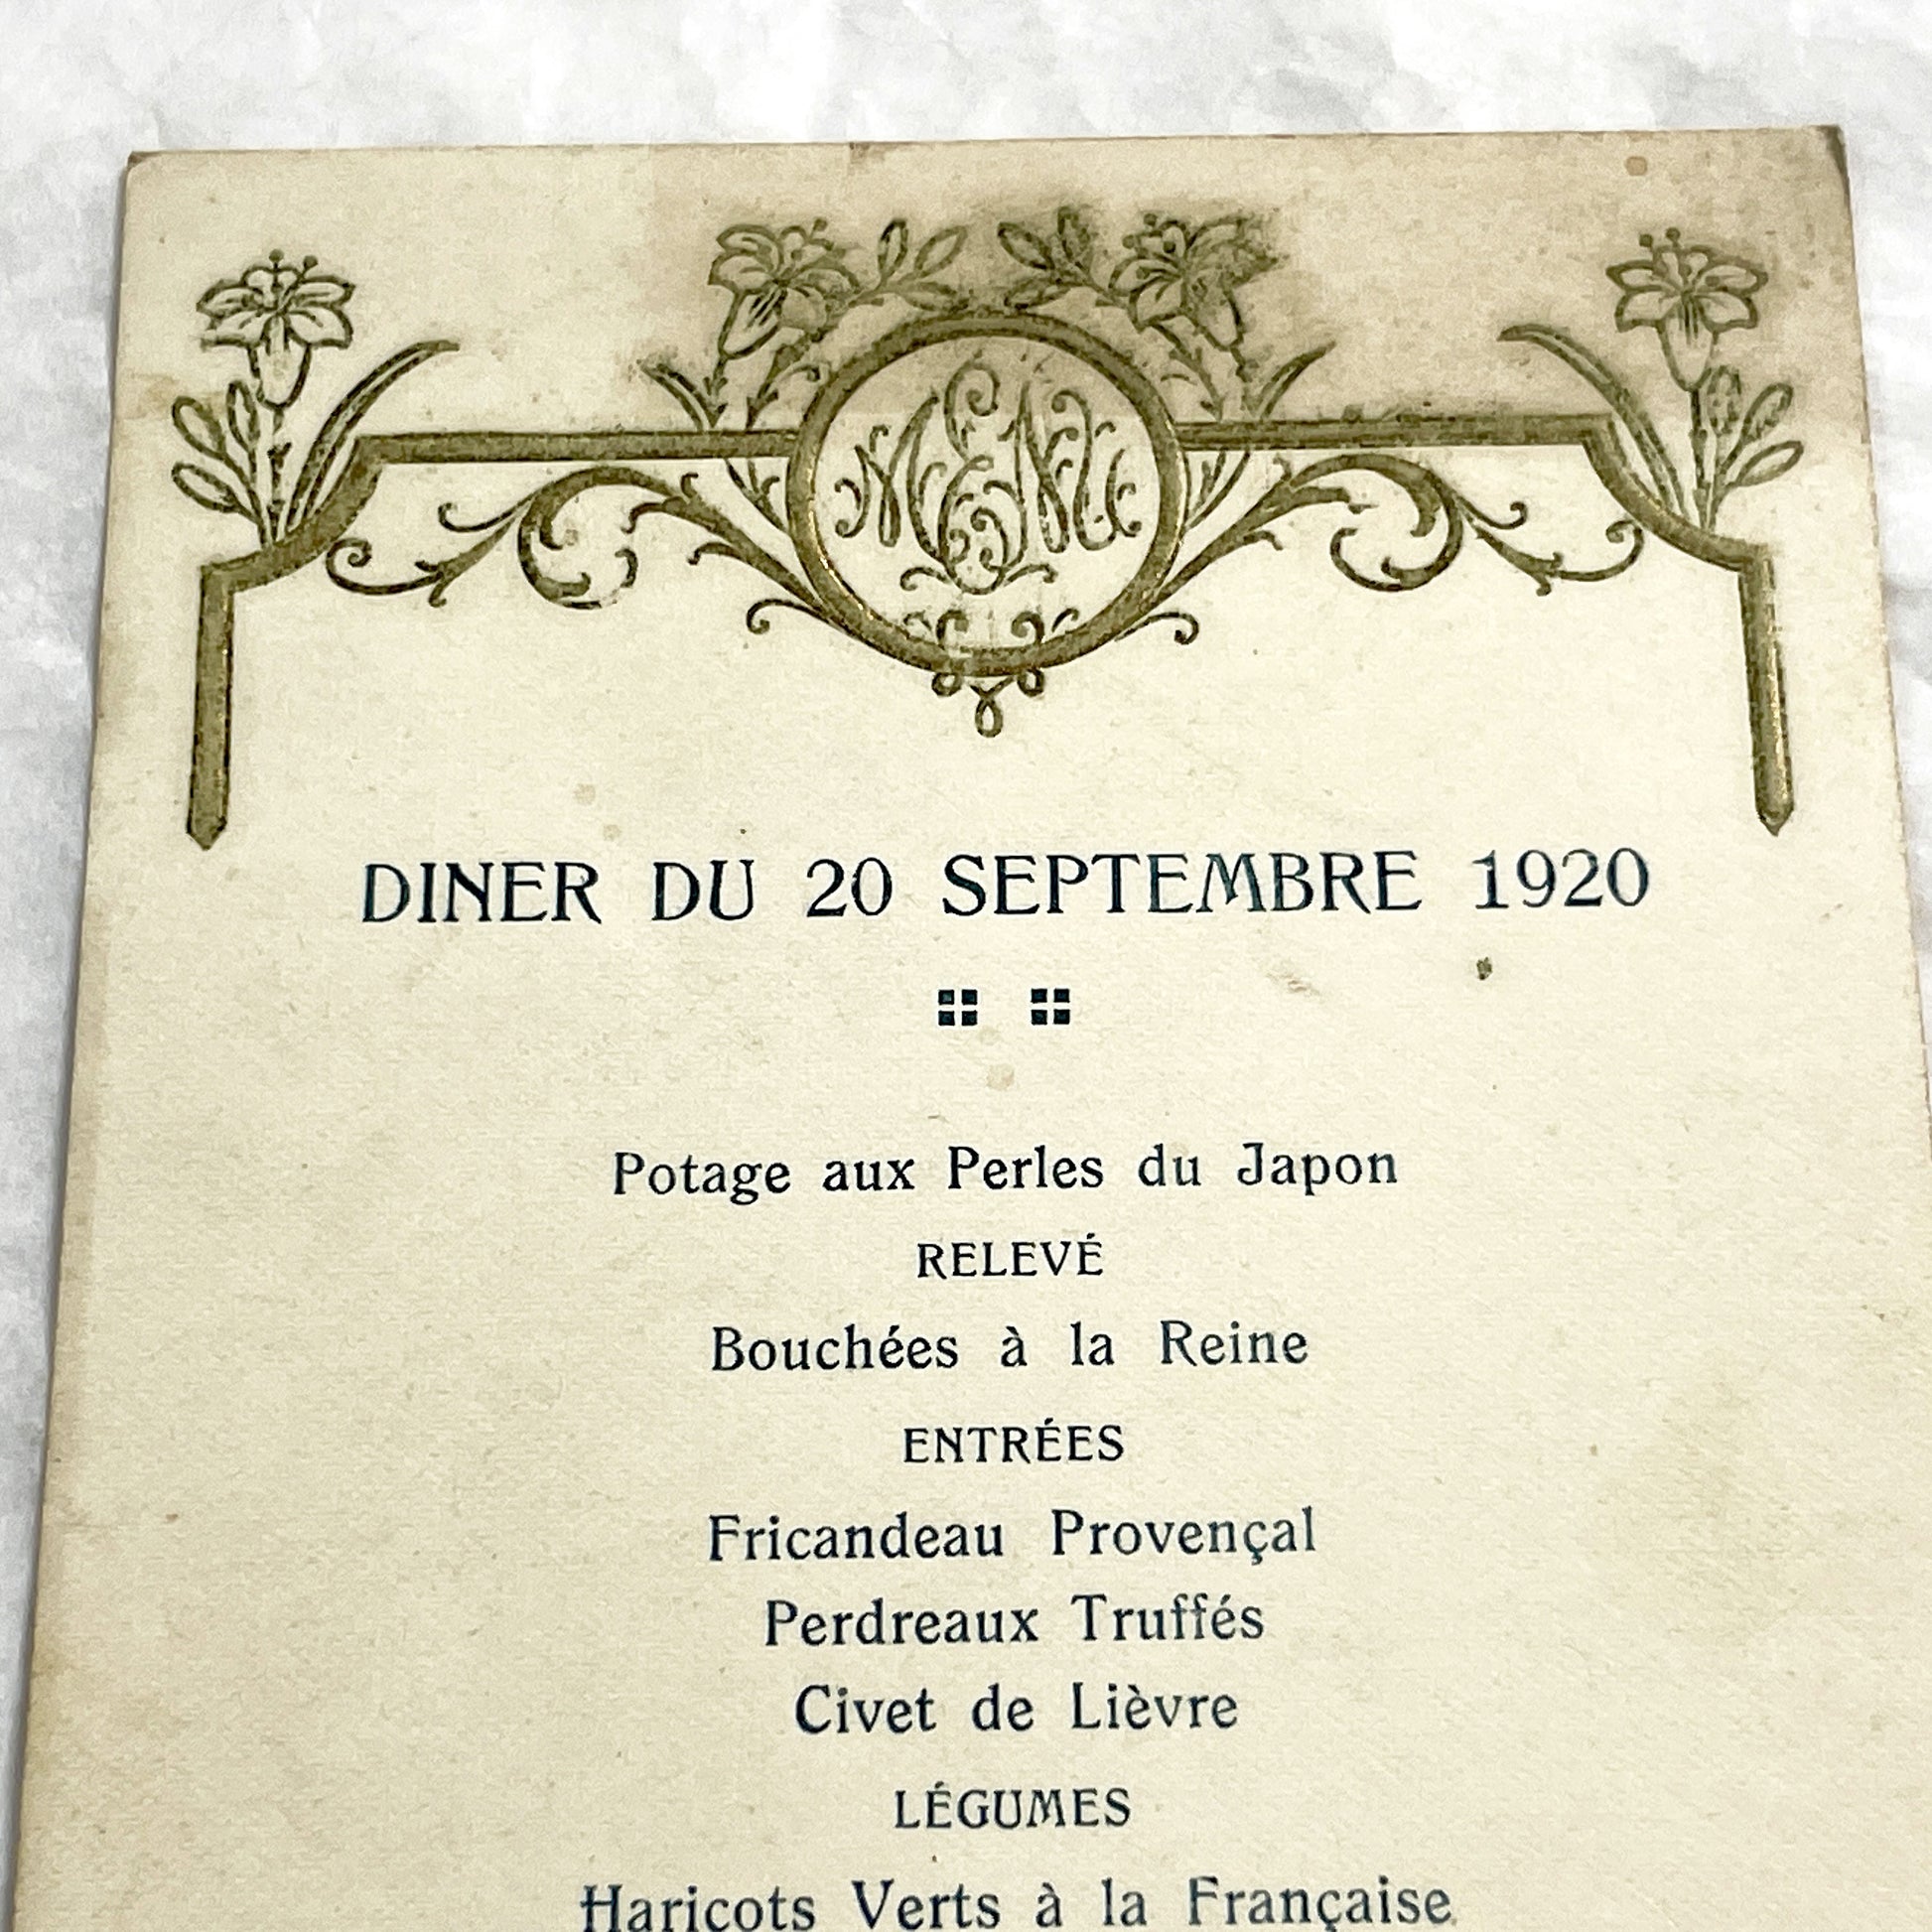 MENU
DINER DU 20 SEPTEMBRE 1920
Potage aux Perles du Japon
RELEVÉ
Bouchées à la Reine
ENTRÉES
Fricandeau Provençal
Perdreaux Truffés
Civet de Lièvre
LÉGUMES
Haricots Verts à la Française